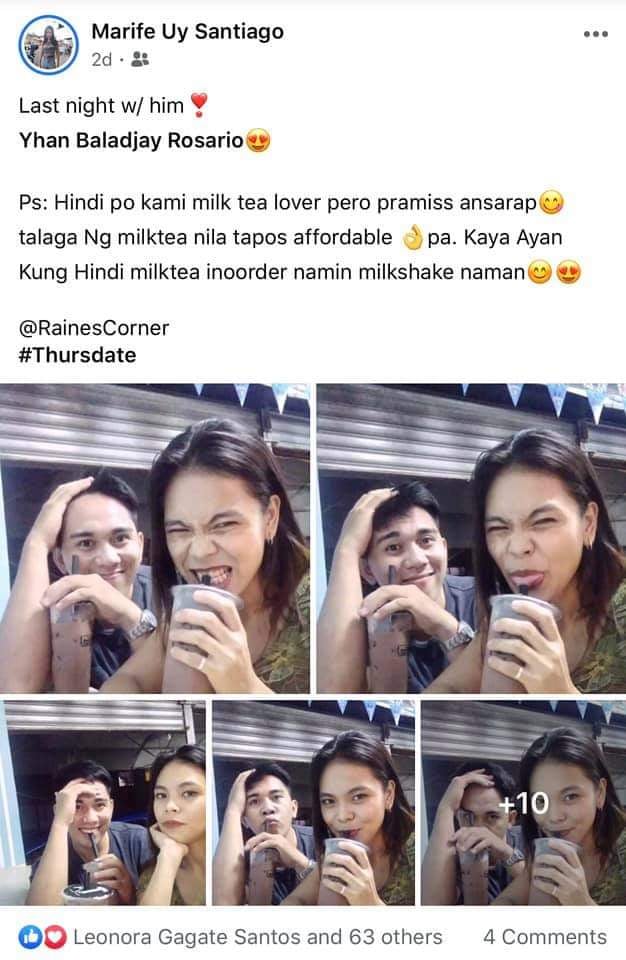 Marife Uy Santiago
2d ·
Last night w/ him❣️
Yhan Baladjay Rosario😍
Ps: Hindi po kami milk tea lover pero pramiss ansarap😋
talaga Ng milktea nila tapos affordable 👌pa. Kaya Ayan
Kung Hindi milktea inoorder namin milkshake naman😊😍
@RainesCorner
#Thursdate
+10
Leonora Gagate Santos and 63 others 4 Comments